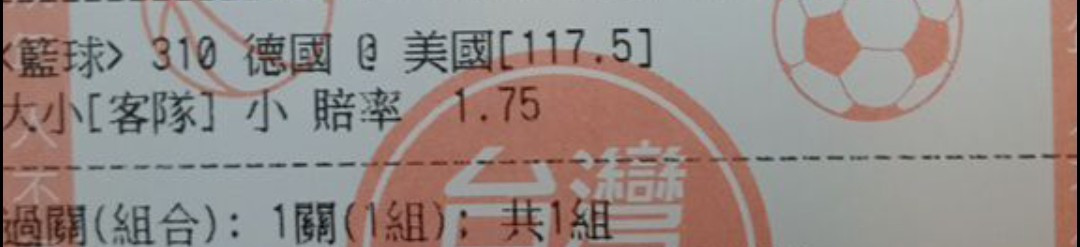 <籃球> 310 德國 @ 美國[117.5]
大小[客隊] 小 賠率 1.75
台灣
過關(組合): 1關(1組); 共1組